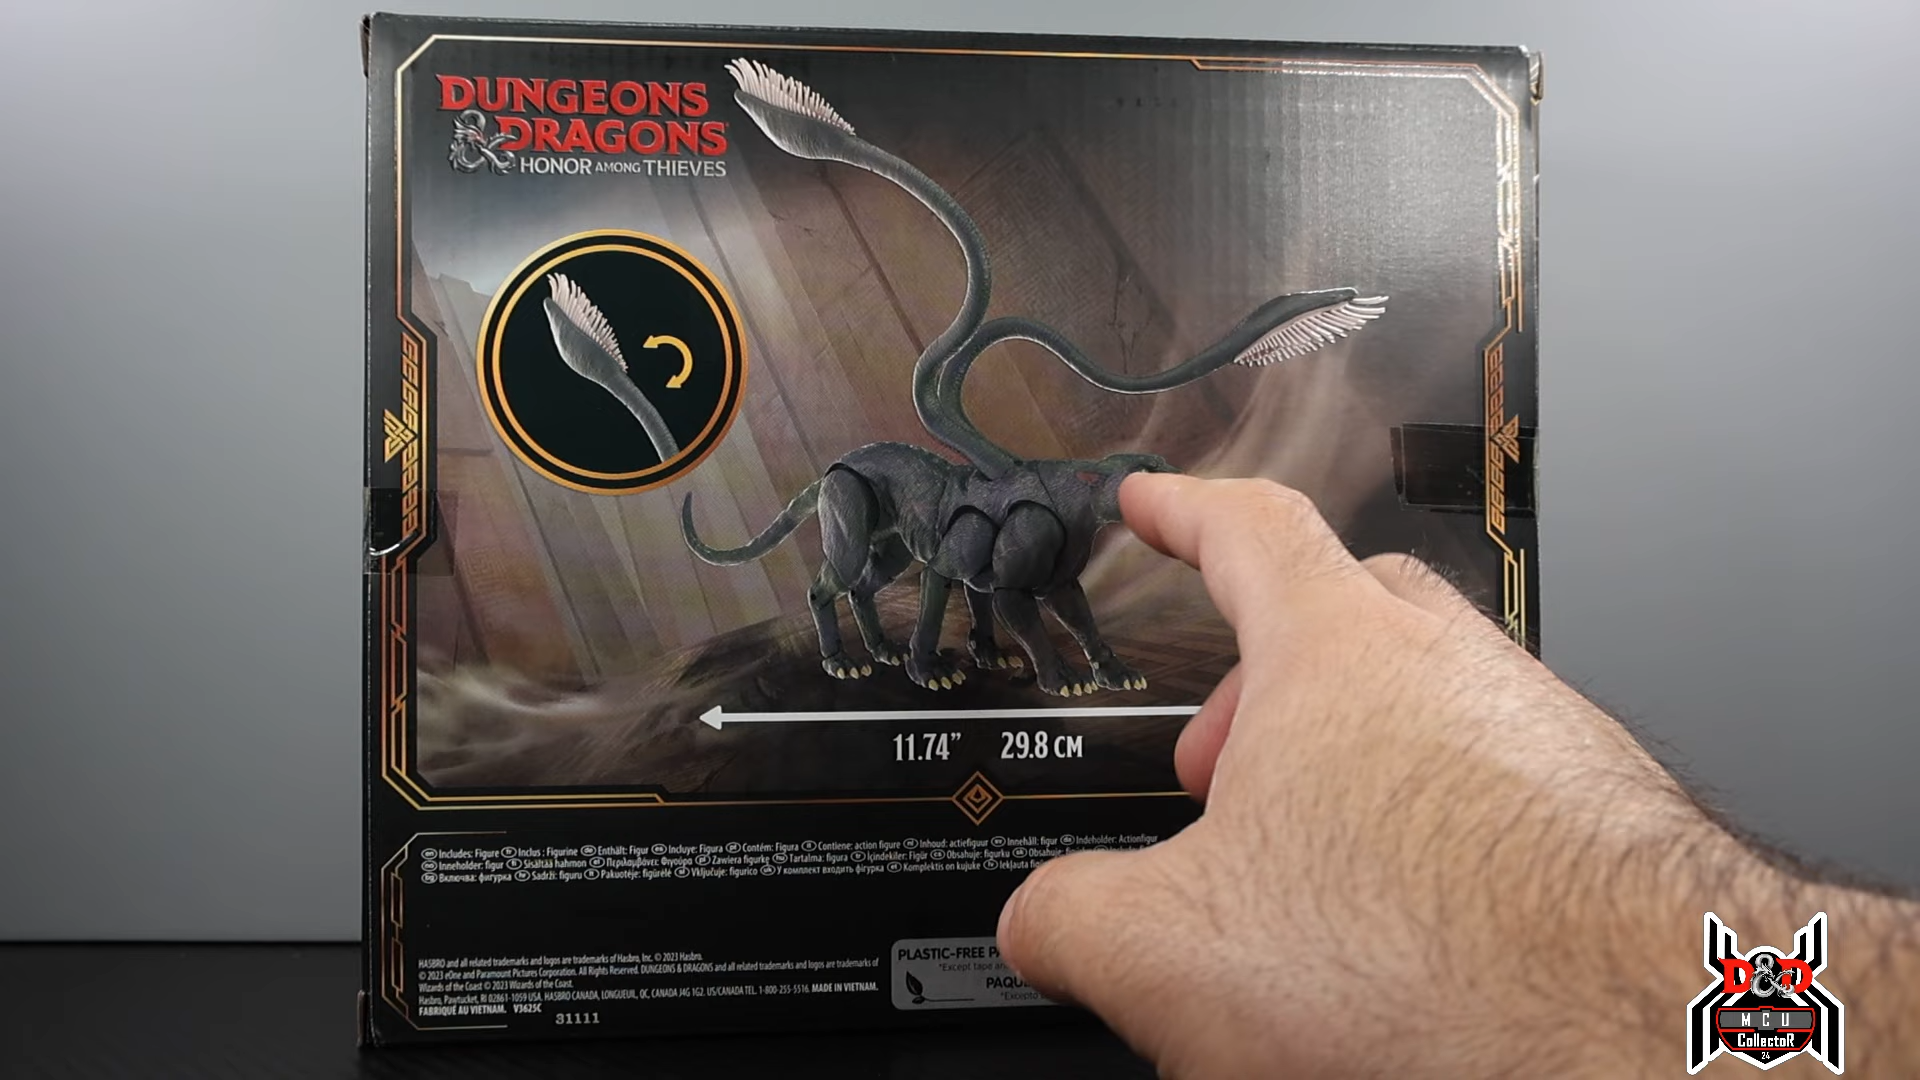 DUNGEONS
& DRAGONS
HONOR AMONG THIEVES
11.74” 29.8 CM
Includes: Figure Inclus : Figurine Enthält: Figur Incluye: Figura Contém: Figura Contiene: action figure Inhoud: actiefiguur Innehåll: figur Indeholder: Actionfigur
Inneholder: figur Sisältää hahmon Περιλαμβάνει: Φιγούρα Zawiera figurkę Tartalma: figura İçindekiler: Figür Obsahuje: figurku Obsahuje:
Включва: фигурка Sadrži: figuru Pakuotėje: figūrėlė Vključuje: figurico У комплект входить фігурка Komplektis on kujuke Iekļauta
HASBRO and all related trademarks and logos are trademarks of Hasbro, Inc. © 2023 Hasbro.
© 2023 eOne and Paramount Pictures Corporation. All Rights Reserved. DUNGEONS & DRAGONS and all related trademarks and logos are trademarks of
Wizards of the Coast © 2023 Wizards of the Coast.
Hasbro, Pawtucket, RI 02861-1059 USA. HASBRO CANADA, LONGUEUIL, QC, CANADA J4G 1G2. US/CANADA TEL. 1-800-255-5516. MADE IN VIETNAM.
FABRIQUÉ AU VIETNAM. V3625C
31111
PLASTIC-FREE
*Except tape
*Excepto
D&D
MCU
CollectoR
24